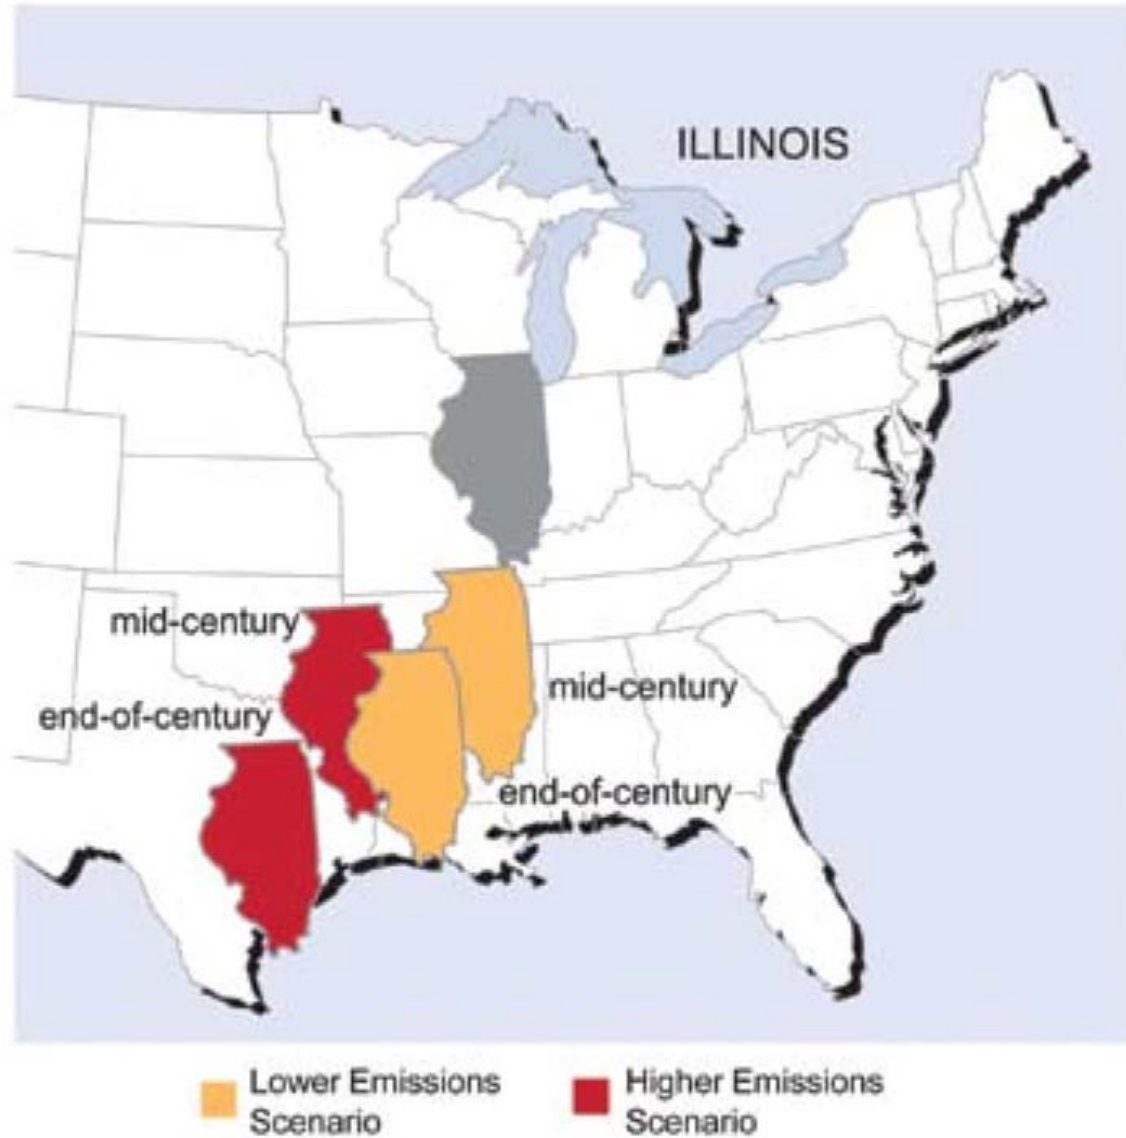 ILLINOIS
mid-century
mid-century
end-of-century
end-of-century
Lower Emissions
Scenario
Higher Emissions
Scenario